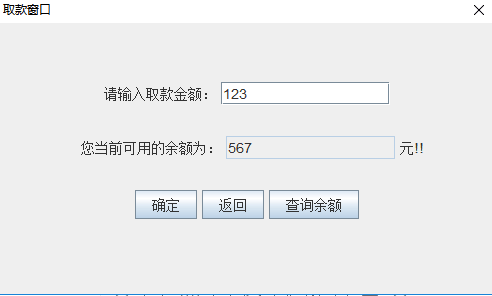 取款窗口
请输入取款金额： 123
您当前可用的余额为： 567 元!!
确定 返回 查询余额